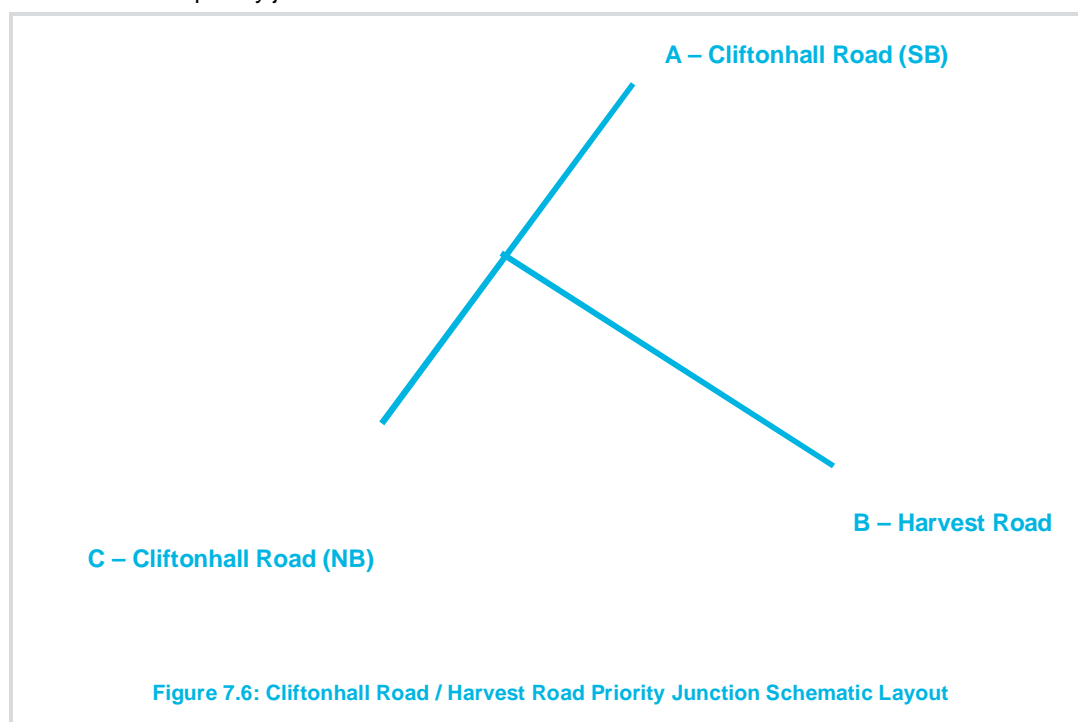 A – Cliftonhall Road (SB)
B – Harvest Road
C – Cliftonhall Road (NB)
Figure 7.6: Cliftonhall Road / Harvest Road Priority Junction Schematic Layout